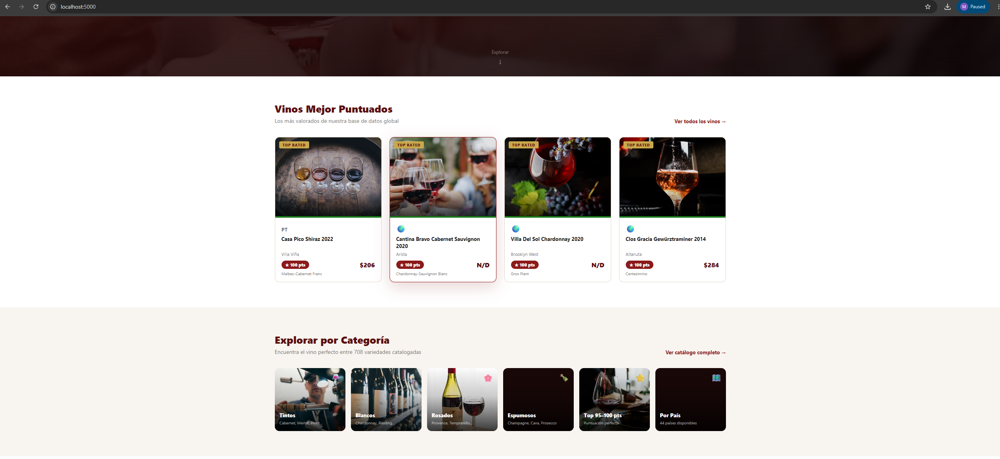 localhost:5000
M
Paused
Explorar
↓
Vinos Mejor Puntuados
Los más valorados de nuestra base de datos global
Ver todos los vinos →
TOP RATED
PT
Casa Pico Shiraz 2022
Villa Viña
★ 100 pts
$206
Malbec-Cabernet Franc
TOP RATED
Cantina Bravo Cabernet Sauvignon
2020
Arista
★ 100 pts
N/D
Chardonnay-Sauvignon Blanc
TOP RATED
Villa Del Sol Chardonnay 2020
Brooklyn West
★ 100 pts
N/D
Gros Plant
TOP RATED
Clos Gracia Gewürztraminer 2014
Altanuta
★ 100 pts
$284
Centesimino
Explorar por Categoría
Encuentra el vino perfecto entre 708 variedades catalogadas
Ver catálogo completo →
Tintos
Cabernet, Merlot, Pinot...
Blancos
Chardonnay, Riesling...
Rosados
Provence, Tempranillo...
Espumosos
Champagne, Cava, Prosecco
Top 95–100 pts
Puntuación perfecta
Por País
44 países disponibles